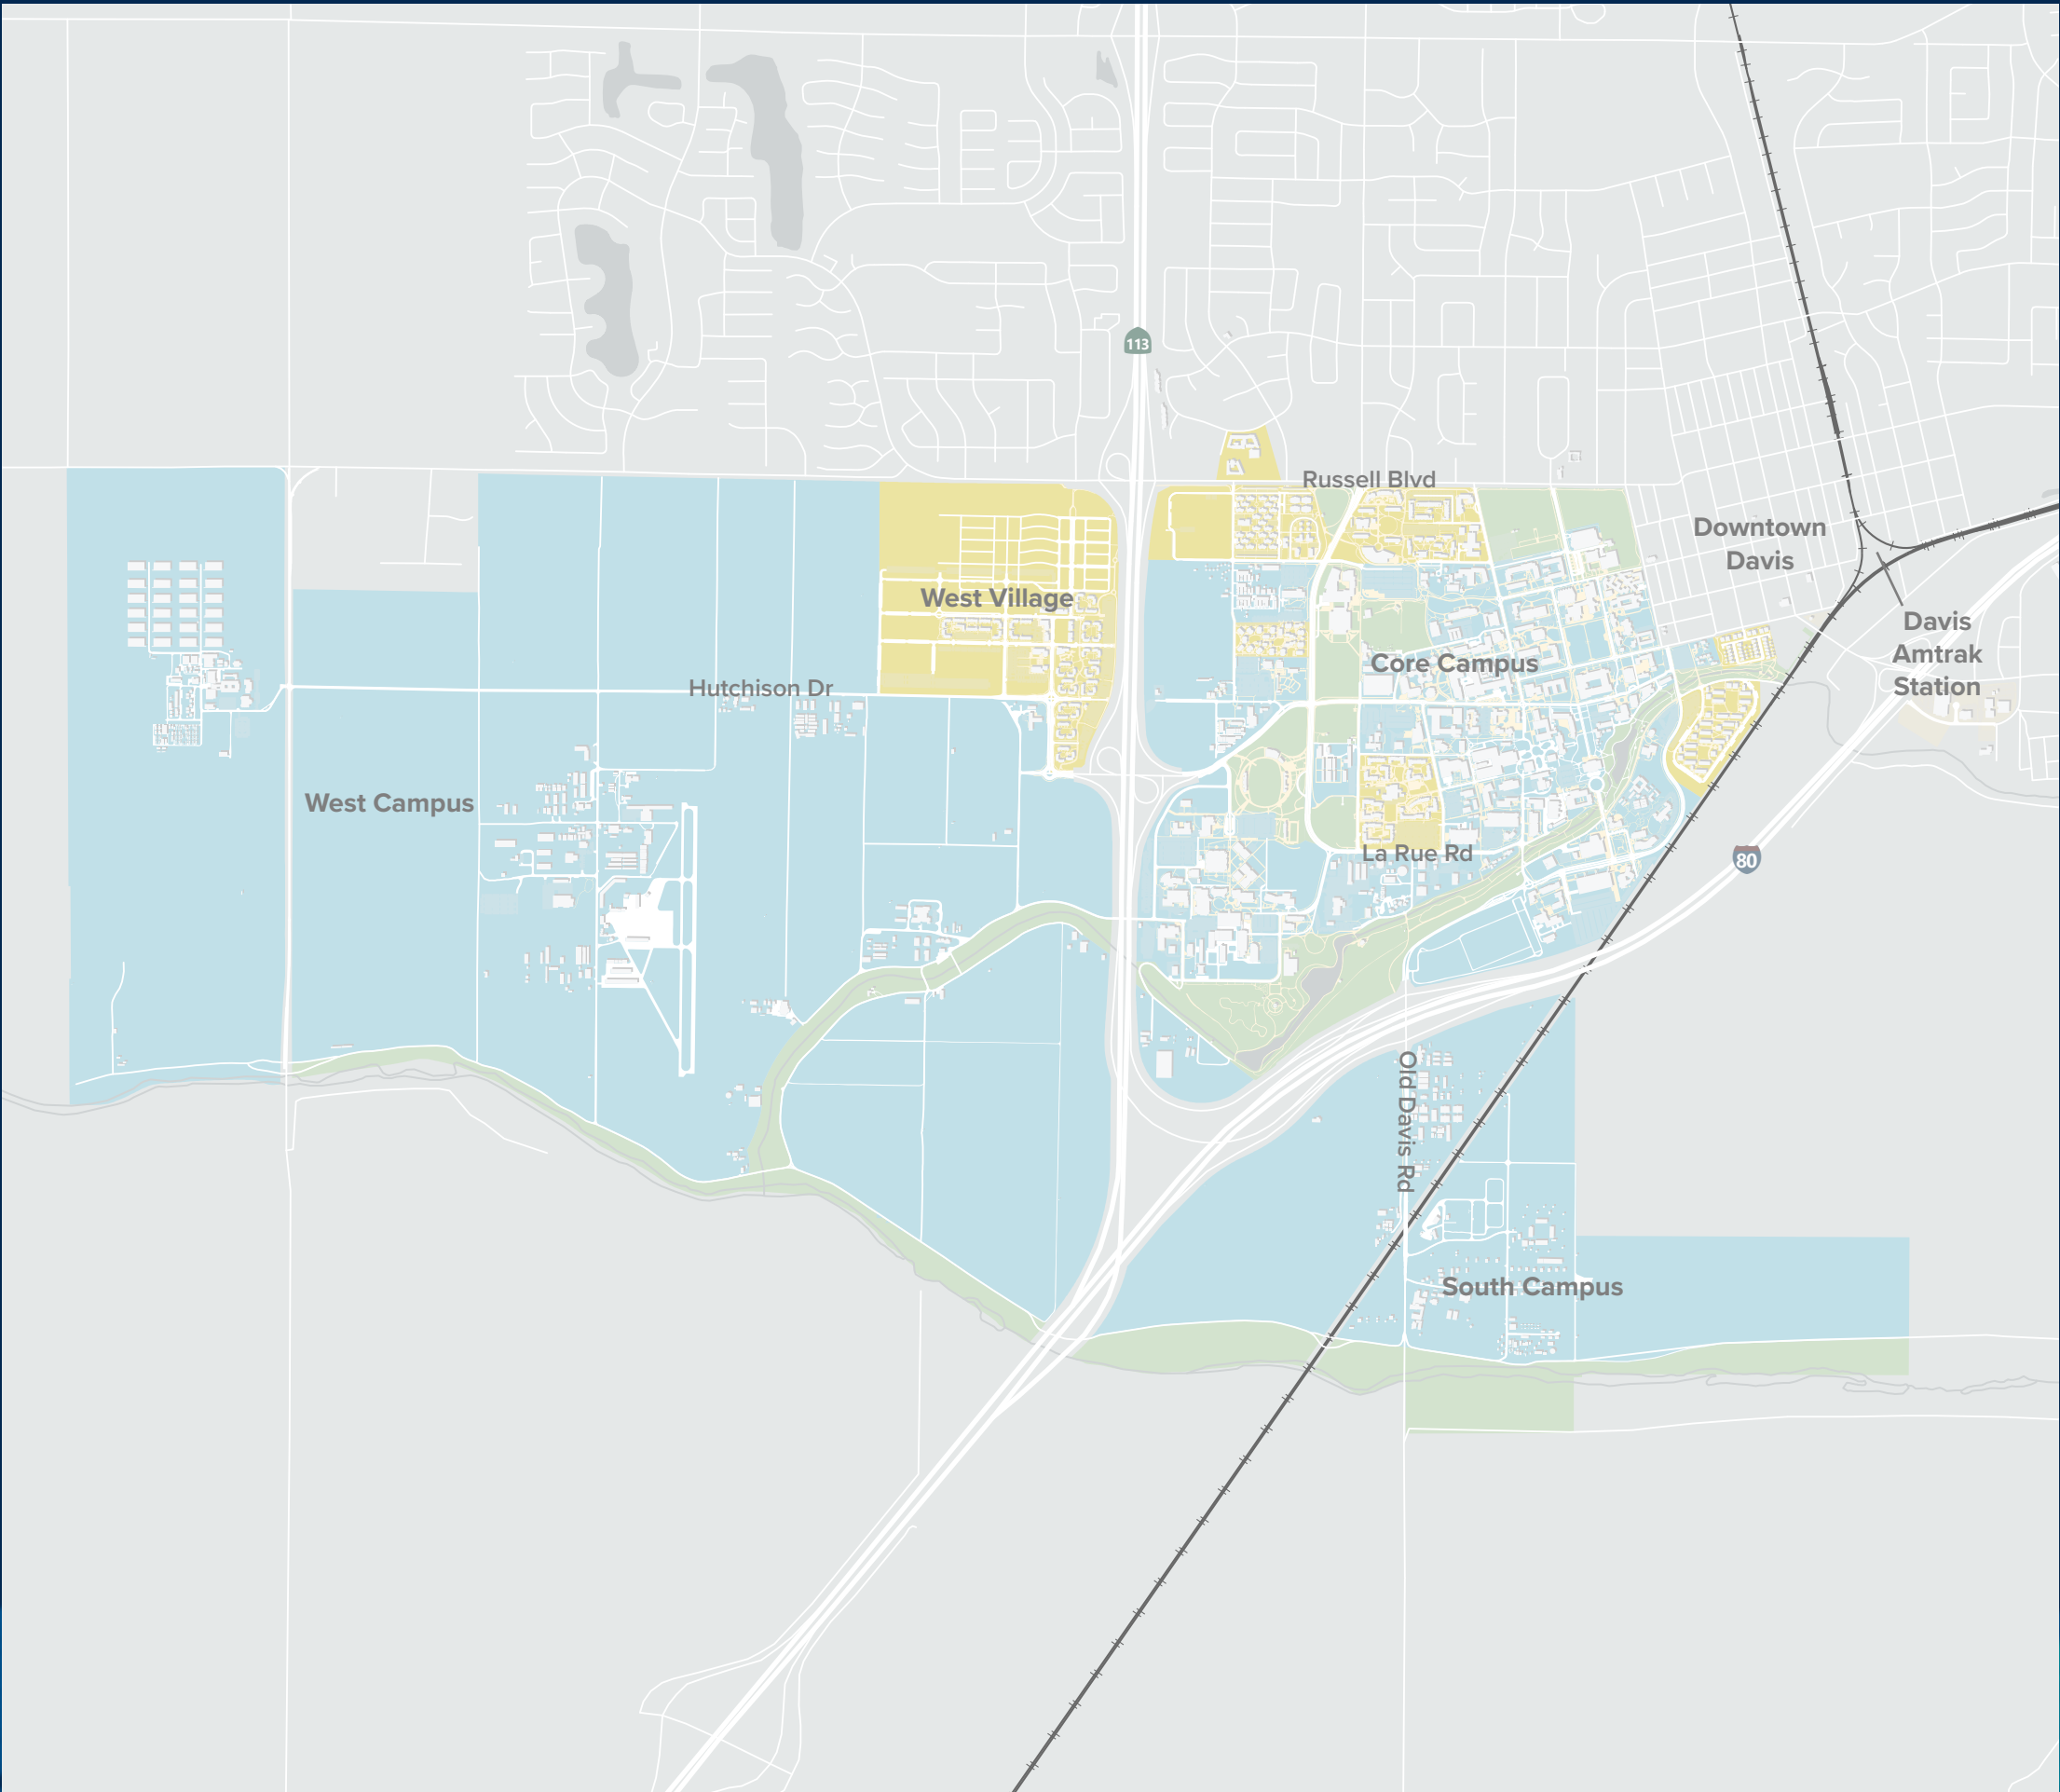 113
Russell Blvd
Downtown
Davis
West Village
Davis
Amtrak
Station
Core Campus
Hutchison Dr
West Campus
La Rue Rd
80
Old Davis Rd
South Campus